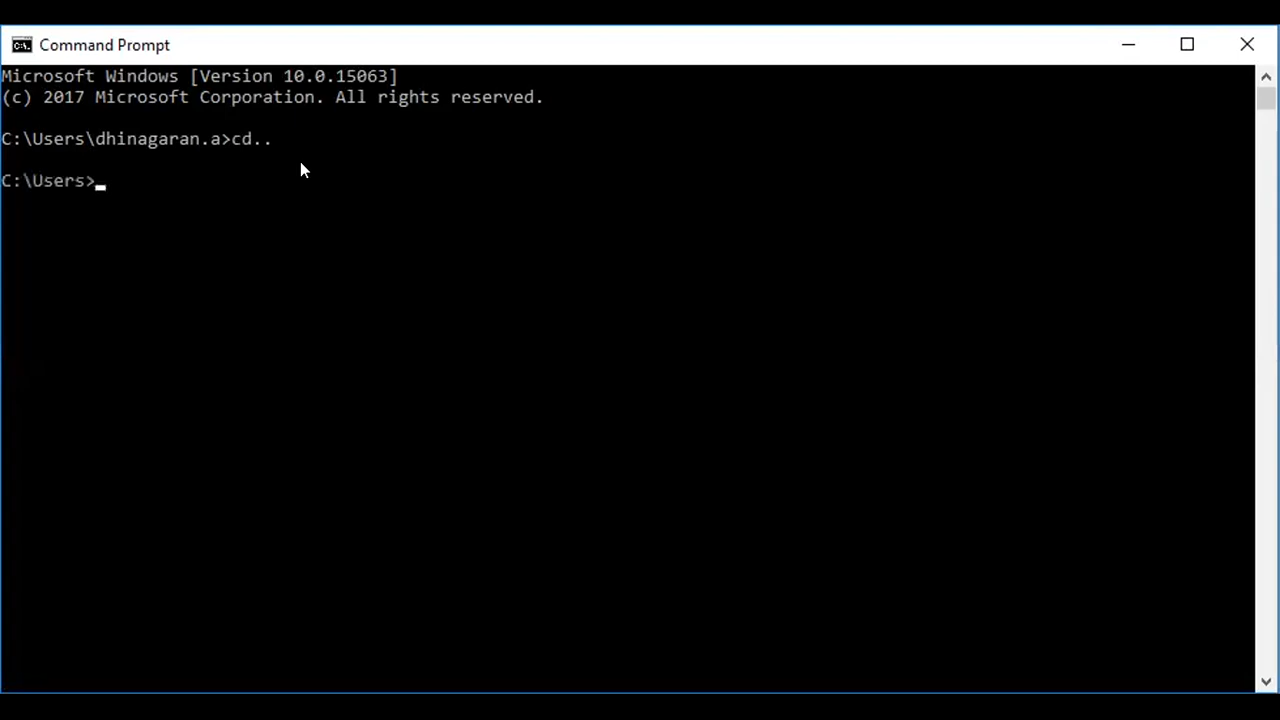 Command Prompt
Microsoft Windows [Version 10.0.15063]
(c) 2017 Microsoft Corporation. All rights reserved.
C:\Users\dhinagaran.a>cd..
C:\Users>